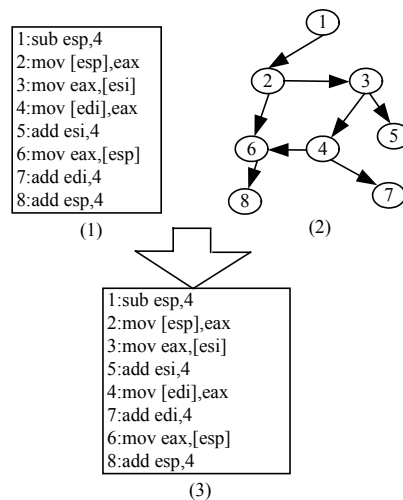 1:sub esp,4
2:mov [esp],eax
3:mov eax,[esi]
4:mov [edi],eax
5:add esi,4
6:mov eax,[esp]
7:add edi,4
8:add esp,4
(1)
1
2
3
6
4
5
8
7
(2)
1:sub esp,4
2:mov [esp],eax
3:mov eax,[esi]
5:add esi,4
4:mov [edi],eax
7:add edi,4
6:mov eax,[esp]
8:add esp,4
(3)